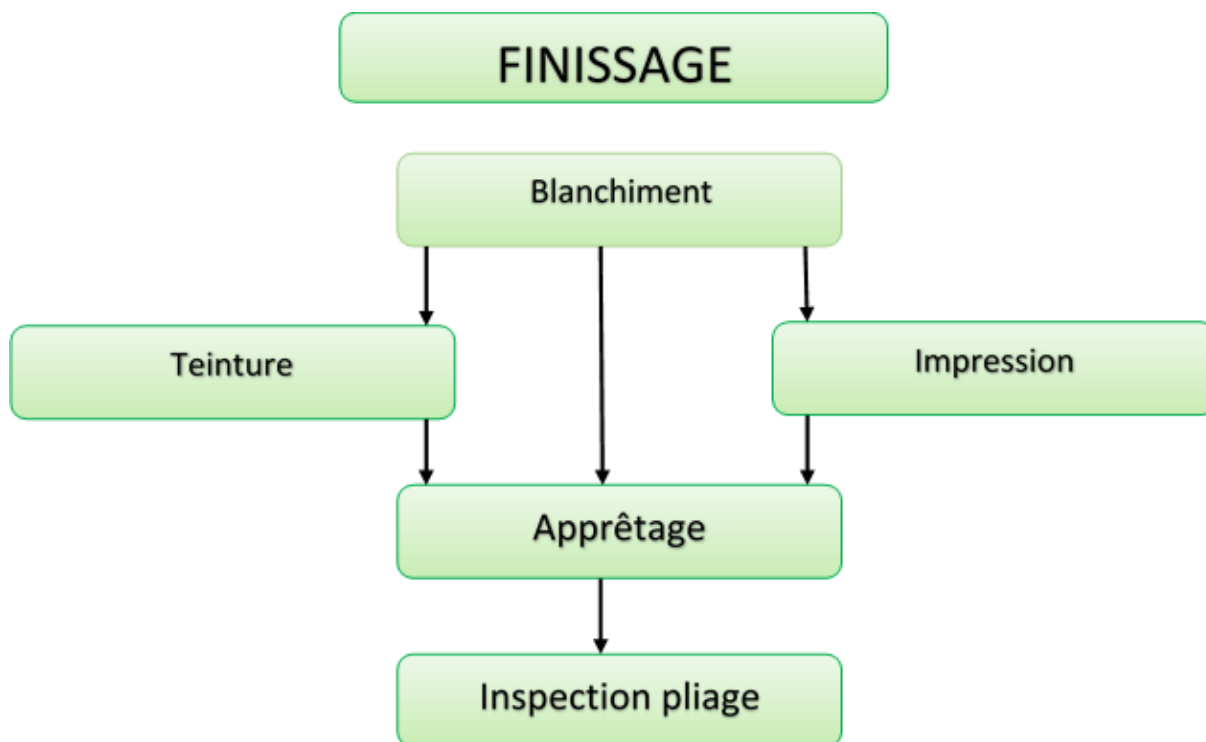 FINISSAGE
Blanchiment
Teinture
Impression
Apprêtage
Inspection pliage